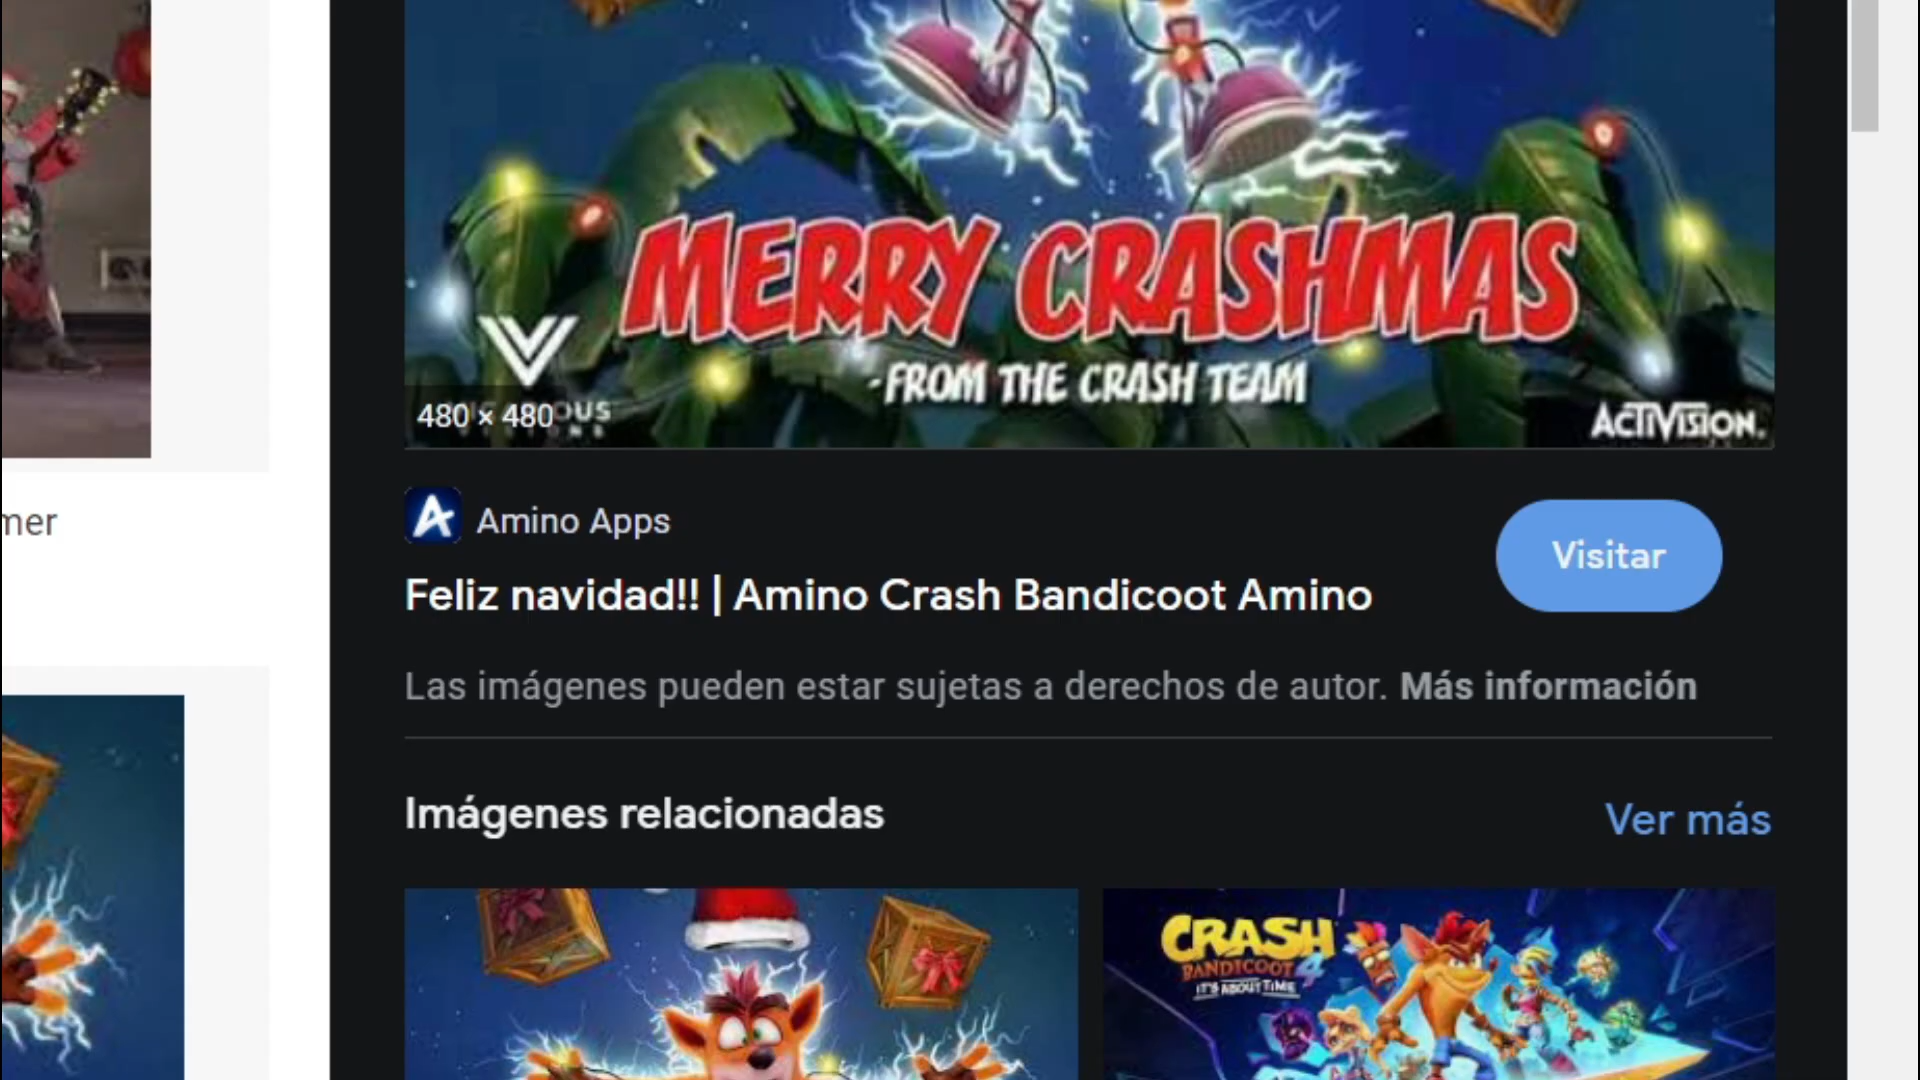 MERRY CRASHMAS
-FROM THE CRASH TEAM
480 × 480
ACTIVISION.
mer
Amino Apps
Visitar
Feliz navidad!! | Amino Crash Bandicoot Amino
Las imágenes pueden estar sujetas a derechos de autor. Más información
Imágenes relacionadas
Ver más
CRASH
BANDICOOT 4
IT'S ABOUT TIME